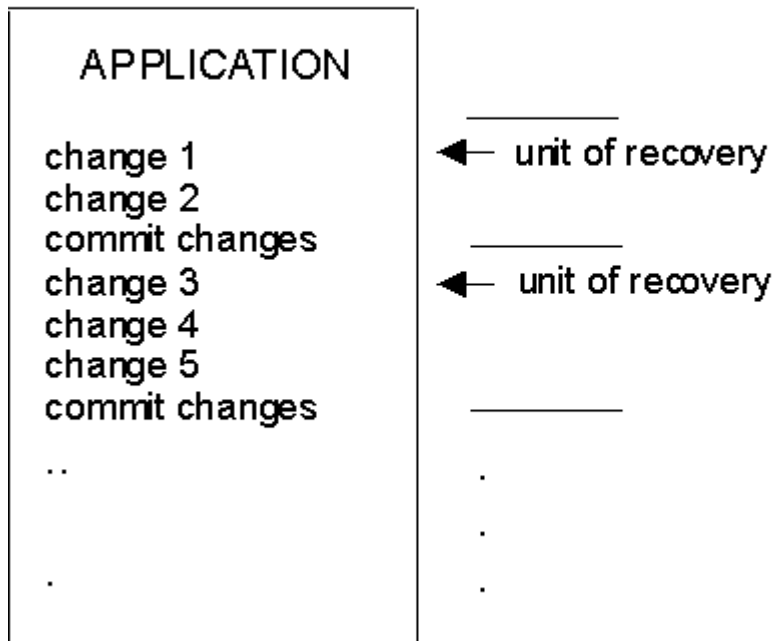 APPLICATION
change 1
unit of recovery
change 2
commit changes
change 3
unit of recovery
change 4
change 5
commit changes
. .
.
.
.
.